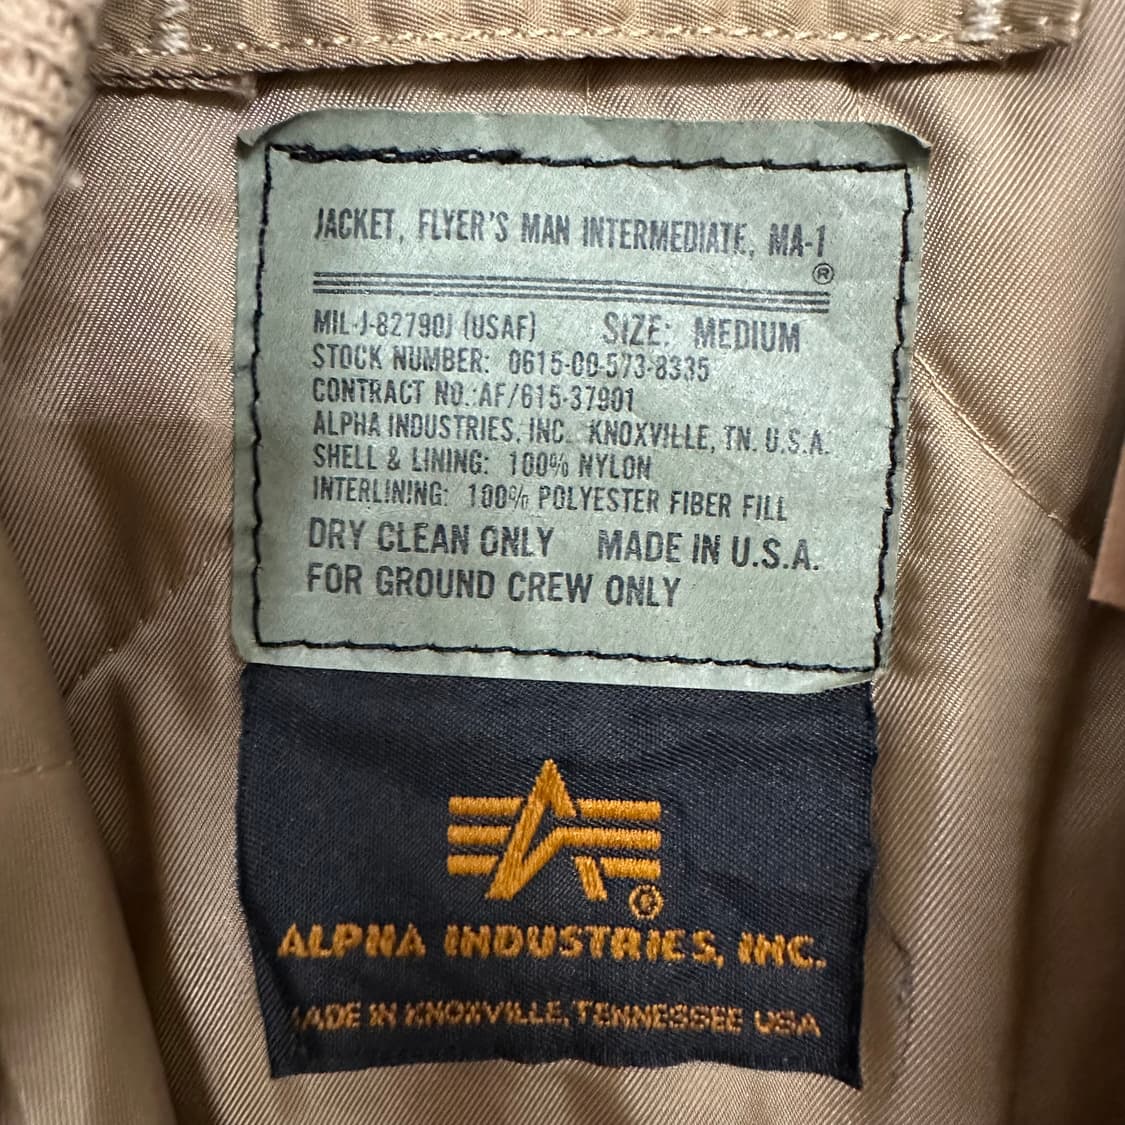 JACKET, FLYER'S MAN INTERMEDIATE, MA-1
®
MIL-J-82790J (USAF) SIZE: MEDIUM
STOCK NUMBER: 0615-00-573-8335
CONTRACT NO.:AF/615-37901
ALPHA INDUSTRIES, INC. KNOXVILLE, TN. U.S.A.
SHELL & LINING: 100% NYLON
INTERLINING: 100% POLYESTER FIBER FILL
DRY CLEAN ONLY MADE IN U.S.A.
FOR GROUND CREW ONLY
®
ALPHA INDUSTRIES, INC.
MADE IN KNOXVILLE, TENNESSEE USA